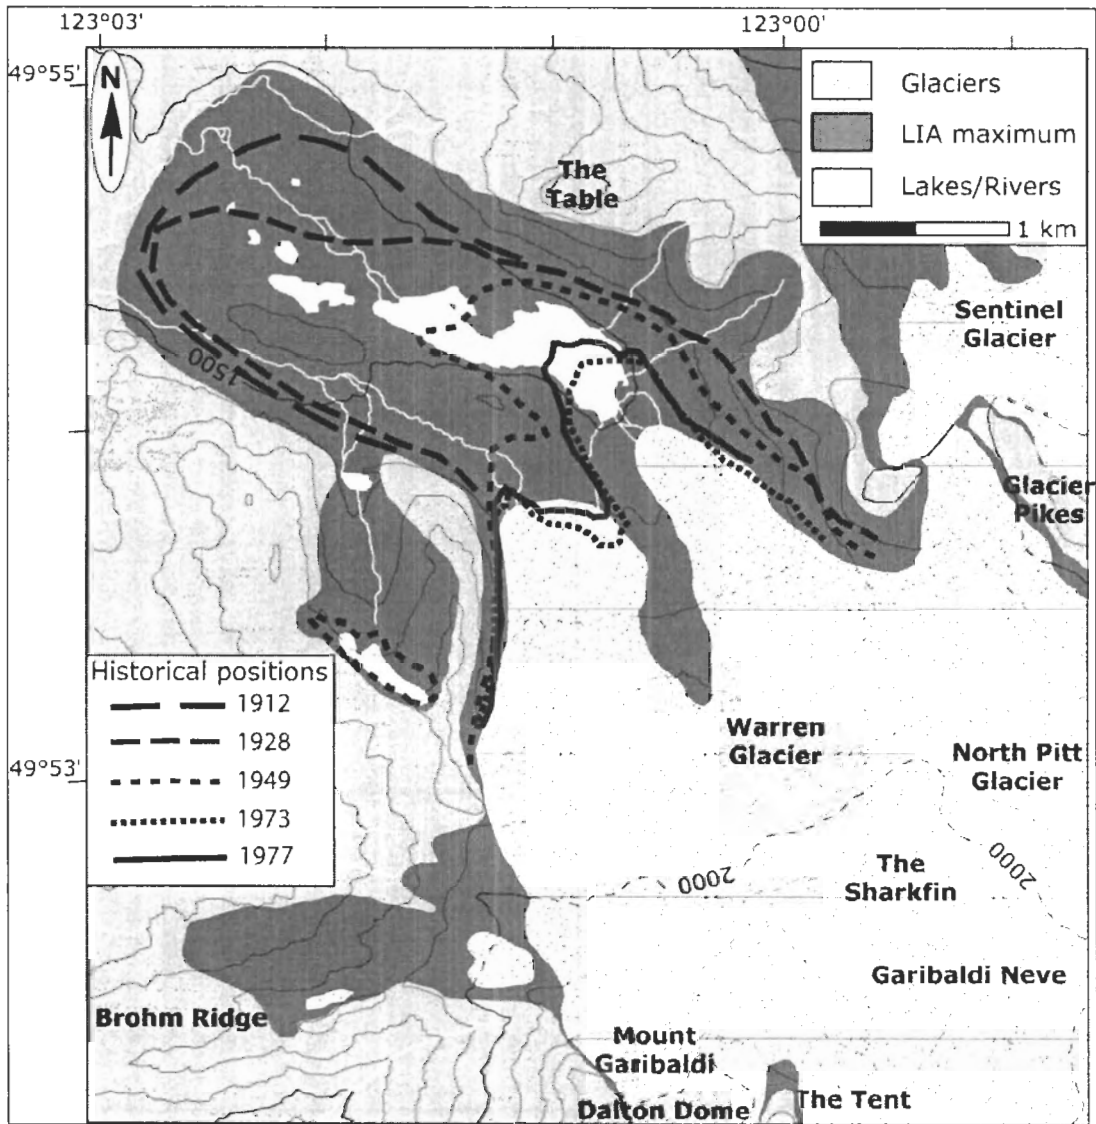 123°03'
123°00'
49°55'
N
Glaciers
LIA maximum
Lakes/Rivers
1 km
The
Table
Sentinel
Glacier
1500
Glacier
Pikes
Historical positions
1912
1928
1949
1973
1977
49°53'
Warren
Glacier
North Pitt
Glacier
2000
The
Sharkfin
2000
Garibaldi Neve
Brohm Ridge
Mount
Garibaldi
Dalton Dome
The Tent